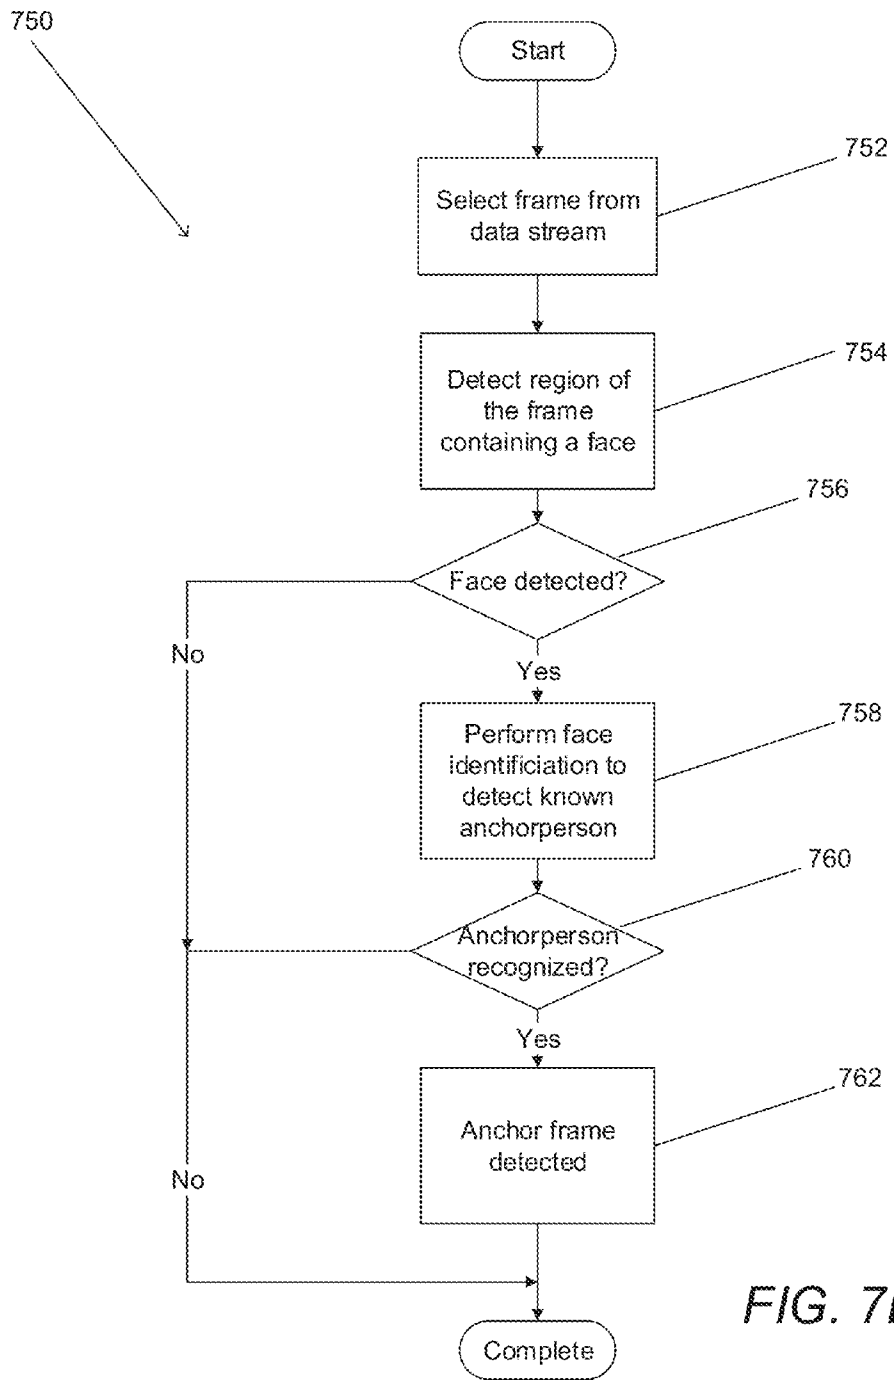 750
Start
752
Select frame from
data stream
754
Detect region of
the frame
containing a face
756
Face detected?
No
Yes
758
Perform face
identificiation to
detect known
anchorperson
760
Anchorperson
recognized?
Yes
762
Anchor frame
detected
No
FIG.
Complete